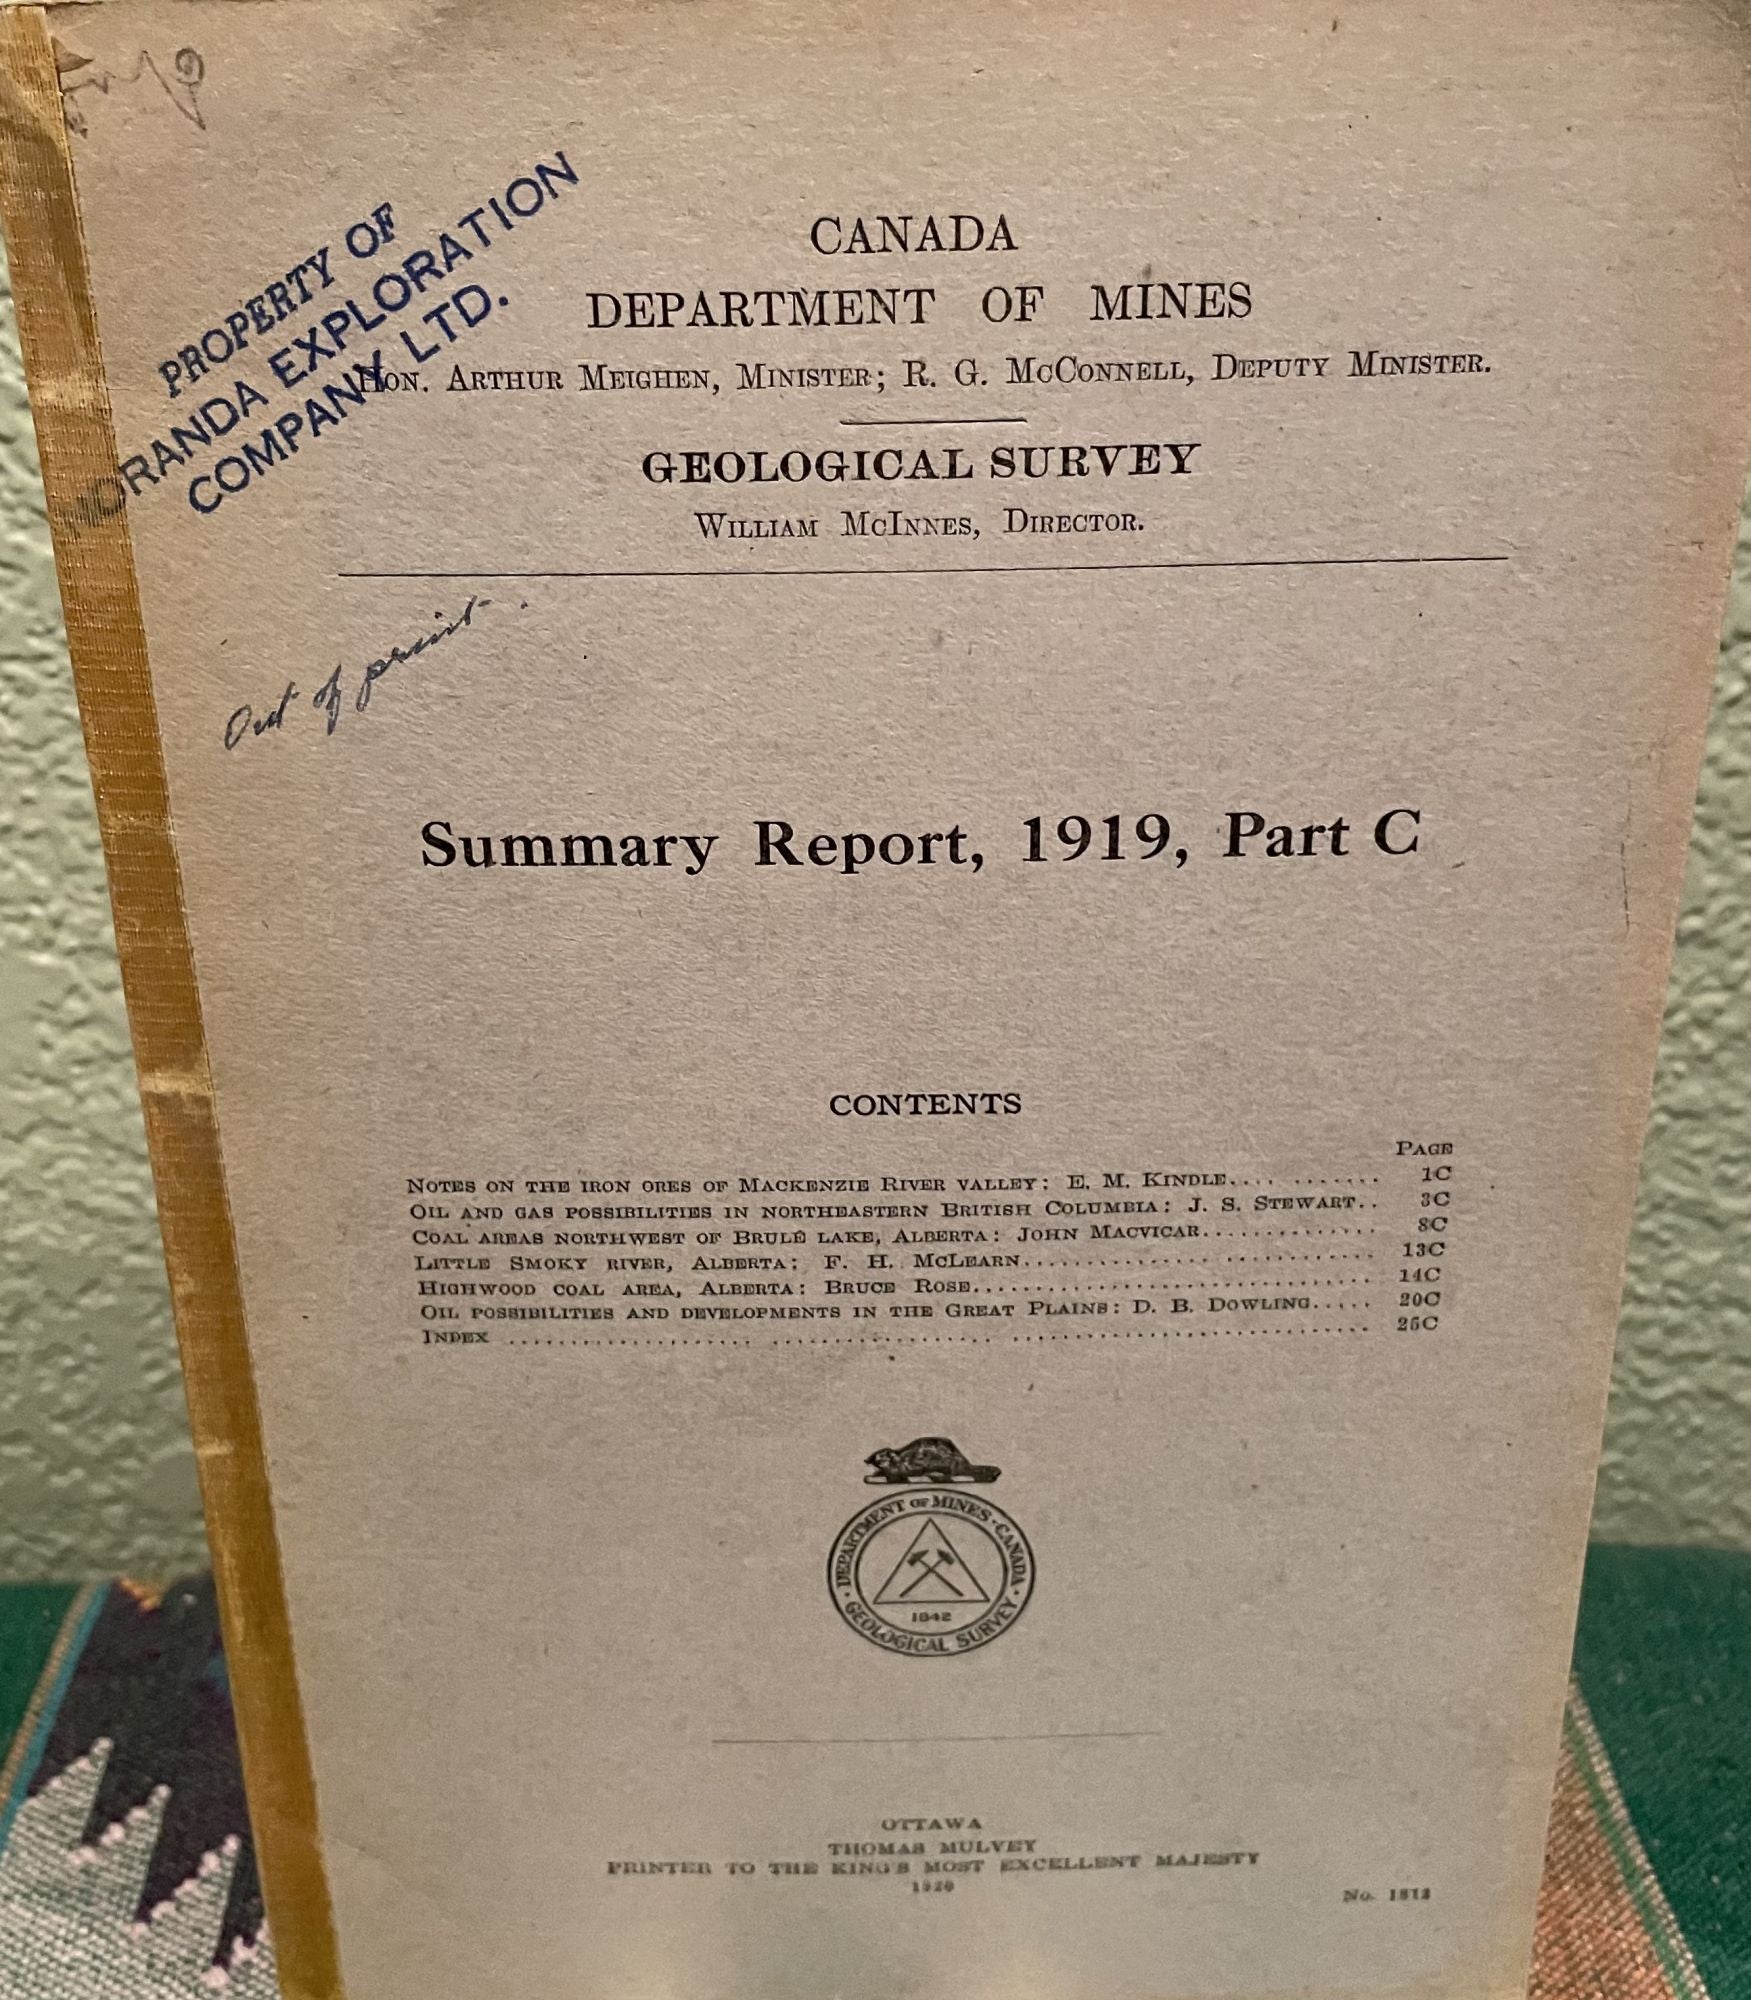 PROPERTY OF
NORANDA EXPLORATION
COMPANY LTD.
CANADA
DEPARTMENT OF MINES
HON. ARTHUR MEIGHEN, MINISTER; R. G. MCCONNELL, DEPUTY MINISTER.
GEOLOGICAL SURVEY
WILLIAM MCINNES, DIRECTOR.
Out of print.
Summary Report, 1919, Part C
CONTENTS
PAGE
NOTES ON THE IRON ORES OF MACKENZIE RIVER VALLEY: E. M. KINDLE.... ....... 1C
OIL AND GAS POSSIBILITIES IN NORTHEASTERN BRITISH COLUMBIA: J. S. STEWART.. 3C
COAL AREAS NORTHWEST OF BRULÉ LAKE, ALBERTA: JOHN MACVICAR.............. 8C
LITTLE SMOKY RIVER, ALBERTA: F. H. MCLEARN............................ 13C
HIGHWOOD COAL AREA, ALBERTA: BRUCE ROSE................................ 14C
OIL POSSIBILITIES AND DEVELOPMENTS IN THE GREAT PLAINS: D. B. DOWLING..... 20C
INDEX .................... .................. ............................. 25C
DEPARTMENT OF MINES · CANADA ·
GEOLOGICAL SURVEY ·
1842
OTTAWA
THOMAS MULVEY
PRINTER TO THE KING'S MOST EXCELLENT MAJESTY
1920
No.